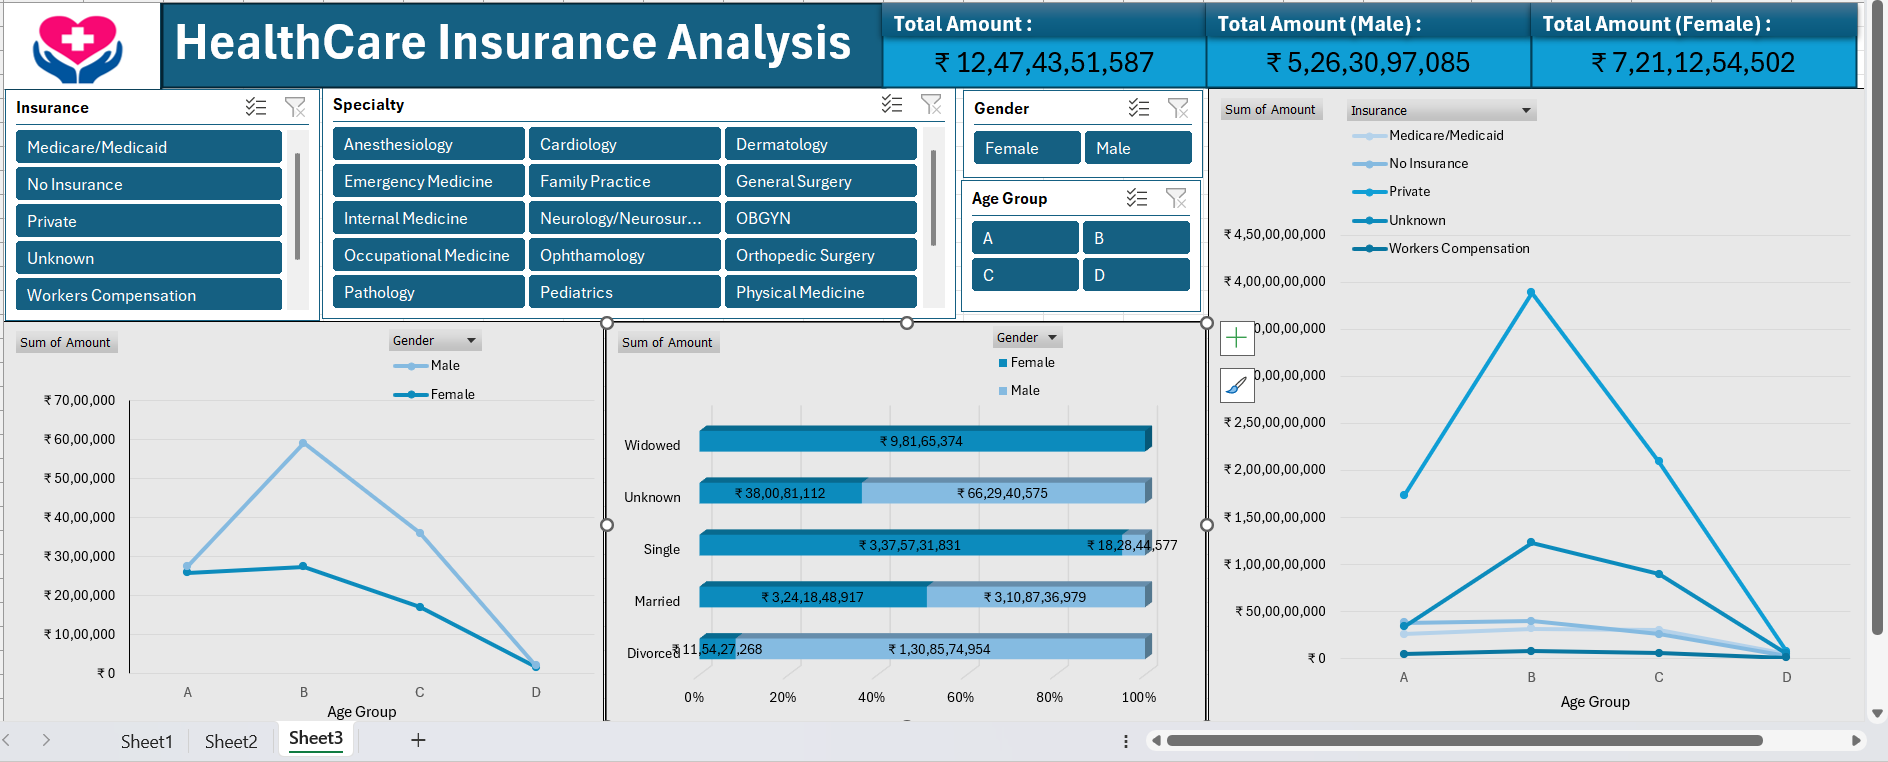 HealthCare Insurance Analysis
Total Amount :
₹ 12,47,43,51,587
Total Amount (Male) :
₹ 5,26,30,97,085
Total Amount (Female) :
₹ 7,21,12,54,502
Insurance
Medicare/Medicaid
No Insurance
Private
Unknown
Workers Compensation
Specialty
Anesthesiology
Cardiology
Dermatology
Emergency Medicine
Family Practice
General Surgery
Internal Medicine
Neurology/Neurosur...
OBGYN
Occupational Medicine
Ophthamology
Orthopedic Surgery
Pathology
Pediatrics
Physical Medicine
Gender
Female
Male
Age Group
A
B
C
D
Sum of Amount
Insurance
Medicare/Medicaid
No Insurance
Private
Unknown
Workers Compensation
₹ 4,50,00,00,000
₹ 4,00,00,00,000
0,00,00,000
0,00,00,000
₹ 2,50,00,00,000
₹ 2,00,00,00,000
₹ 1,50,00,00,000
₹ 1,00,00,00,000
₹ 50,00,00,000
₹ 0
A
B
C
D
Age Group
Sum of Amount
Gender
Male
Female
₹ 70,00,000
₹ 60,00,000
₹ 50,00,000
₹ 40,00,000
₹ 30,00,000
₹ 20,00,000
₹ 10,00,000
₹ 0
A
B
C
D
Age Group
Sum of Amount
Gender
Female
Male
Widowed
₹ 9,81,65,374
Unknown
₹ 38,00,81,112
₹ 66,29,40,575
Single
₹ 3,37,57,31,831
₹ 18,28,44,577
Married
₹ 3,24,18,48,917
₹ 3,10,87,36,979
Divorced
₹ 11,54,27,268
₹ 1,30,85,74,954
0%
20%
40%
60%
80%
100%
Sheet1
Sheet2
Sheet3